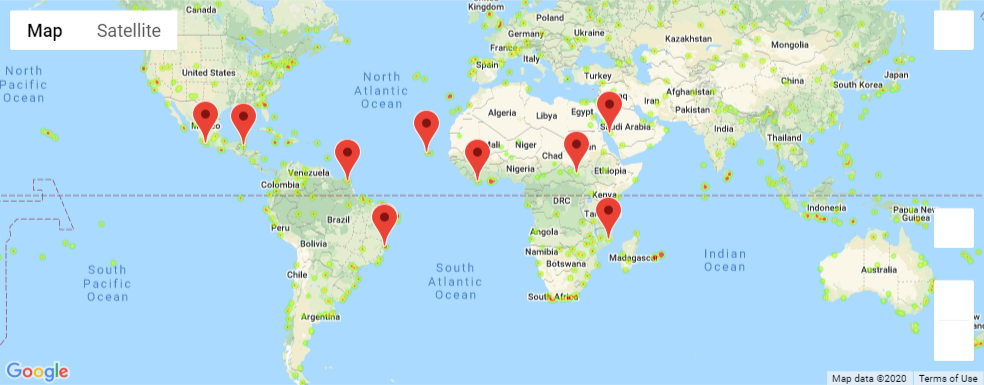 Canada
Kingdom
Map
Satellite
Poland
Germany
Ukraine
Kazakhstan
France
Mongolia
Italy
North
Pacific
Ocean
United States
North
Atlantic
Ocean
Spain
Turkey
China
Japan
South Korea
Afghanistan
Iran
Pakistan
Algeria
Libya
Egypt
Saudi Arabia
India
Thailand
Niger
Chad
Nigeria
Ethiopia
Venezuela
Colombia
Kenya
DRC
Indonesia
Papua New
Guinea
Brazil
Peru
Angola
Bolivia
Namibia
Botswana
Madagascar
Indian
Ocean
South
Pacific
Ocean
South
Atlantic
Ocean
Chile
South Africa
Australia
Argentina
Google
Map data ©2020
Terms of Use